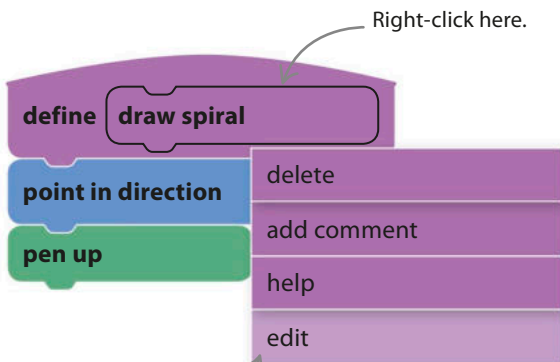 Right-click here.
define draw spiral
point in direction
pen up
delete
add comment
help
edit